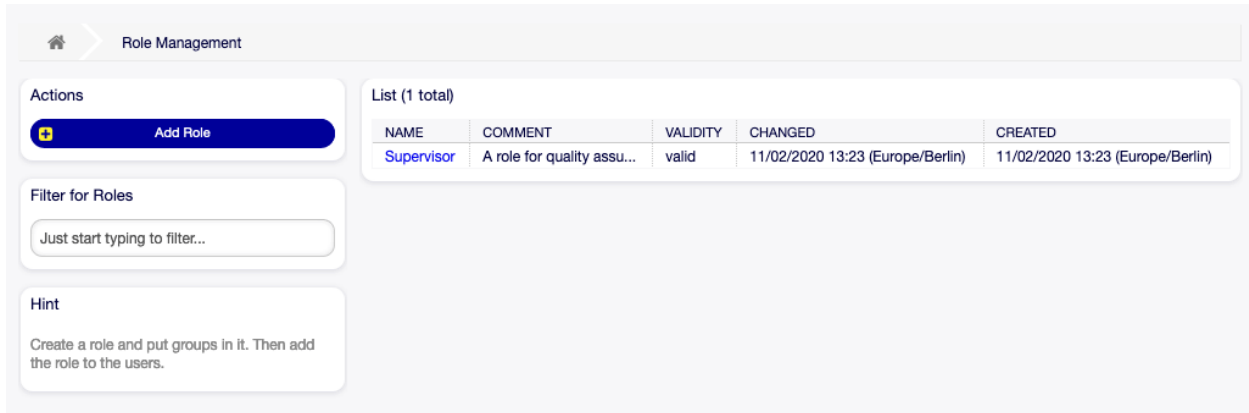 Role Management
Actions
Add Role
Filter for Roles
Just start typing to filter...
Hint
Create a role and put groups in it. Then add
the role to the users.
List (1 total)
NAME COMMENT VALIDITY CHANGED CREATED
Supervisor A role for quality assu... valid 11/02/2020 13:23 (Europe/Berlin) 11/02/2020 13:23 (Europe/Berlin)